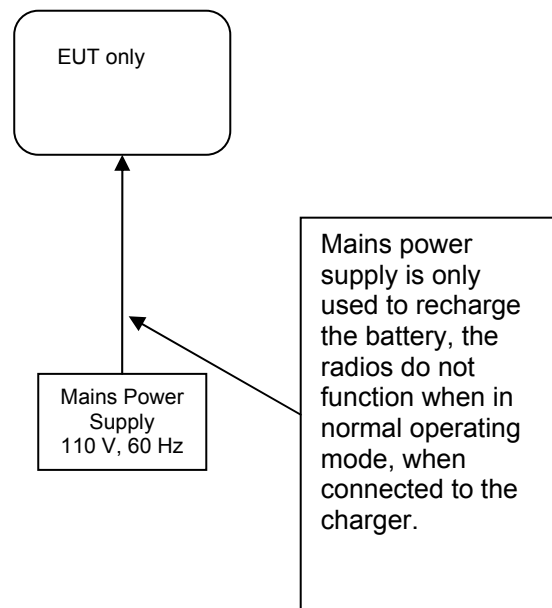 EUT only
Mains power
supply is only
used to recharge
the battery, the
radios do not
function when in
normal operating
mode, when
connected to the
charger.
Mains Power
Supply
110 V, 60 Hz